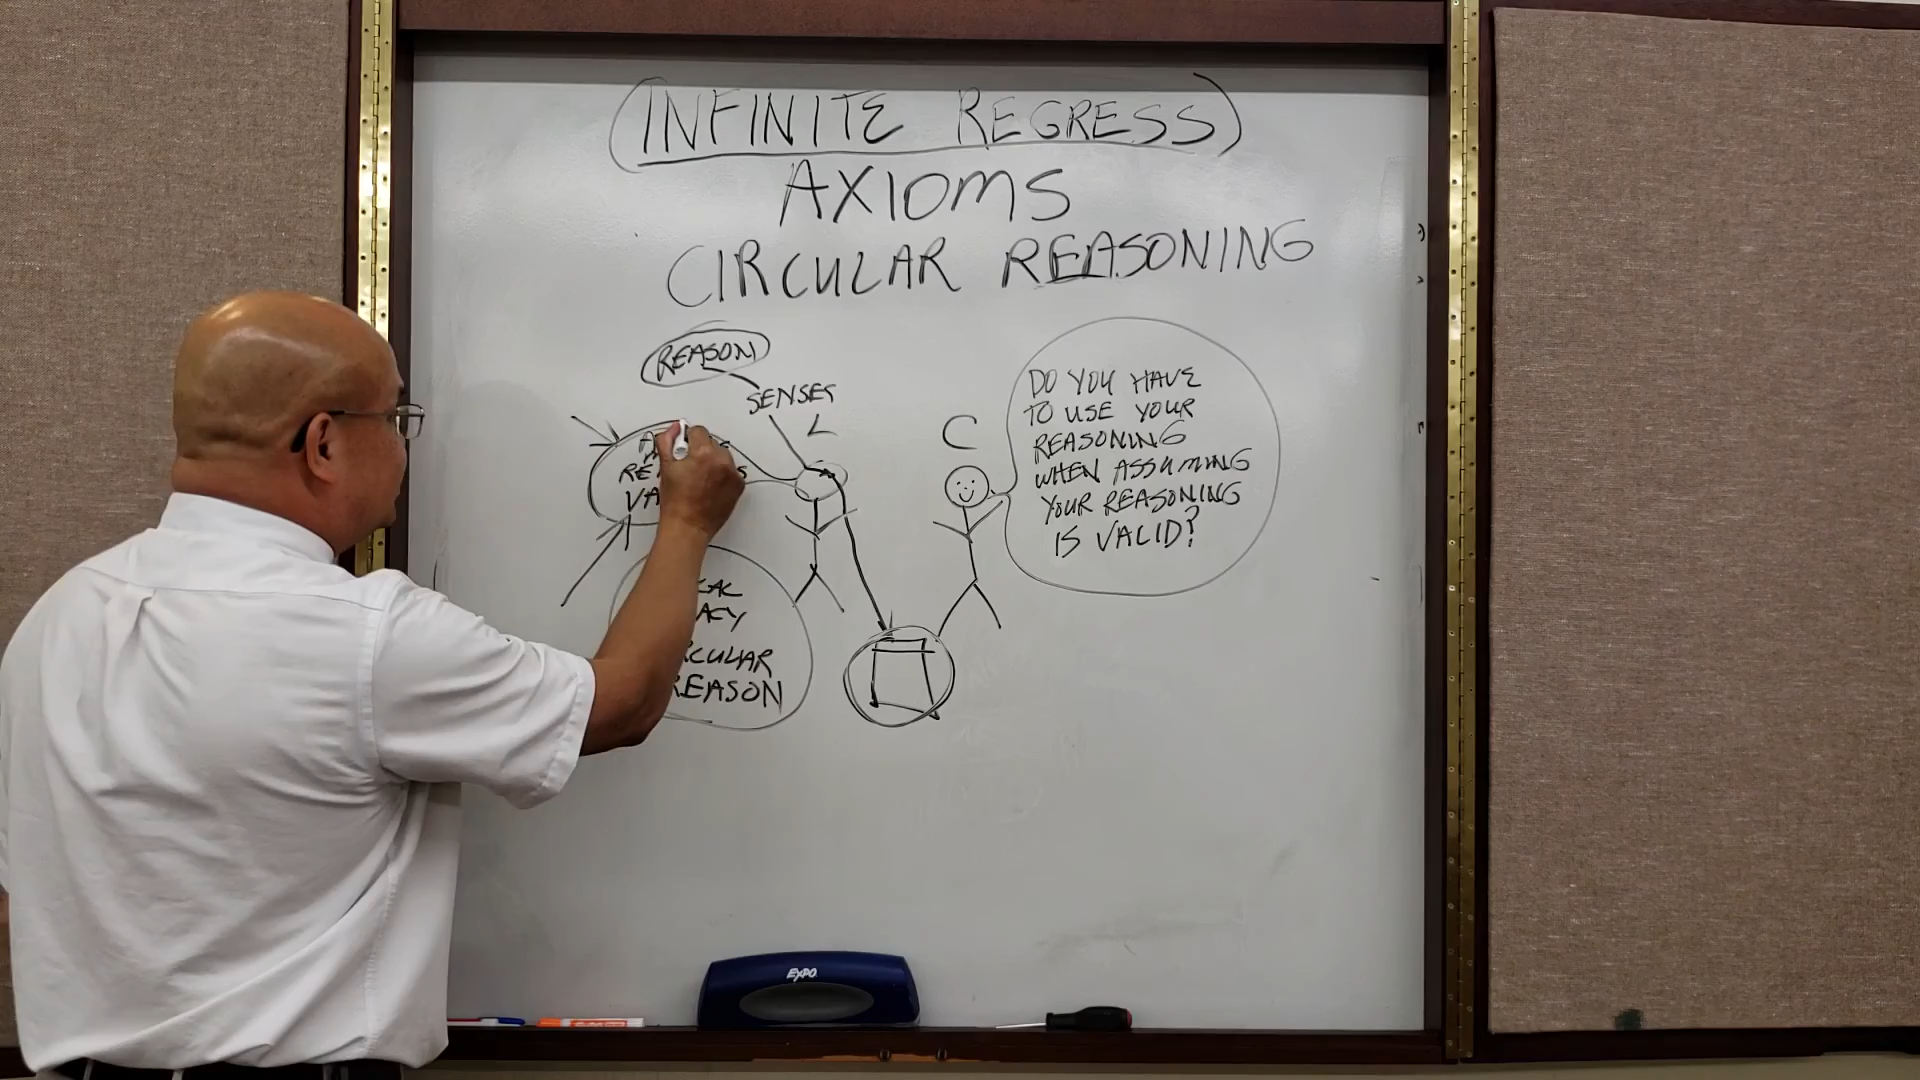 INFINITE REGRESS
AXIOMS
CIRCULAR REASONING
REASON
SENSES
L
C
DO YOU HAVE
TO USE YOUR
REASONING
WHEN ASSUMING
YOUR REASONING
IS VALID?
REASON
EXPO